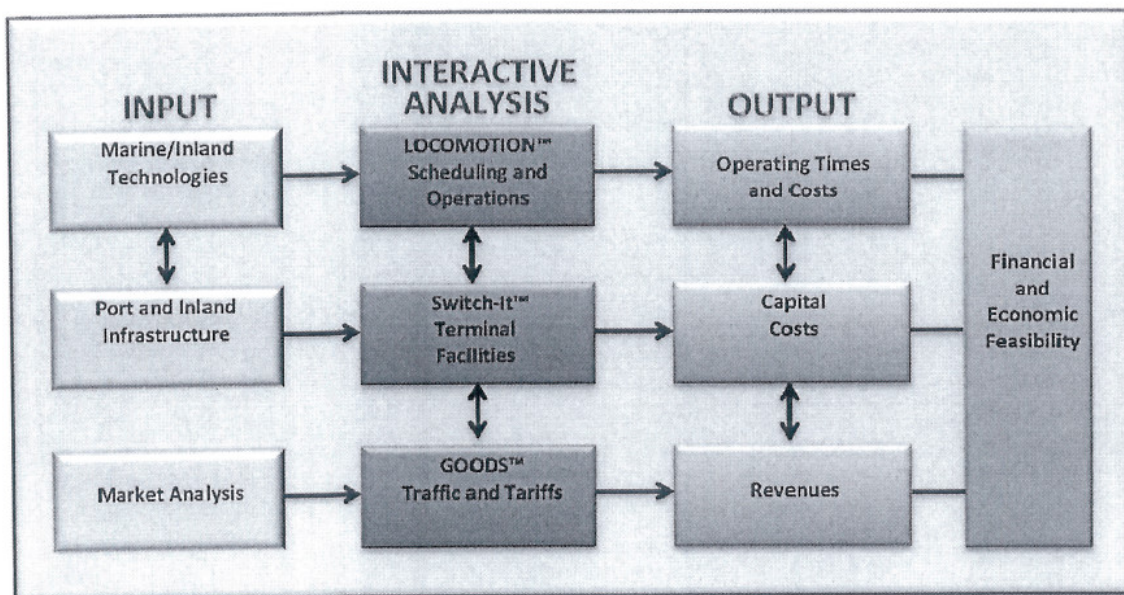 INPUT
INTERACTIVE
ANALYSIS
OUTPUT
Marine/Inland
Technologies
LOCOMOTION™
Scheduling and
Operations
Operating Times
and Costs
Port and Inland
Infrastructure
Switch-It™
Terminal
Facilities
Capital
Costs
Financial
and
Economic
Feasibility
Market Analysis
GOODS™
Traffic and Tariffs
Revenues